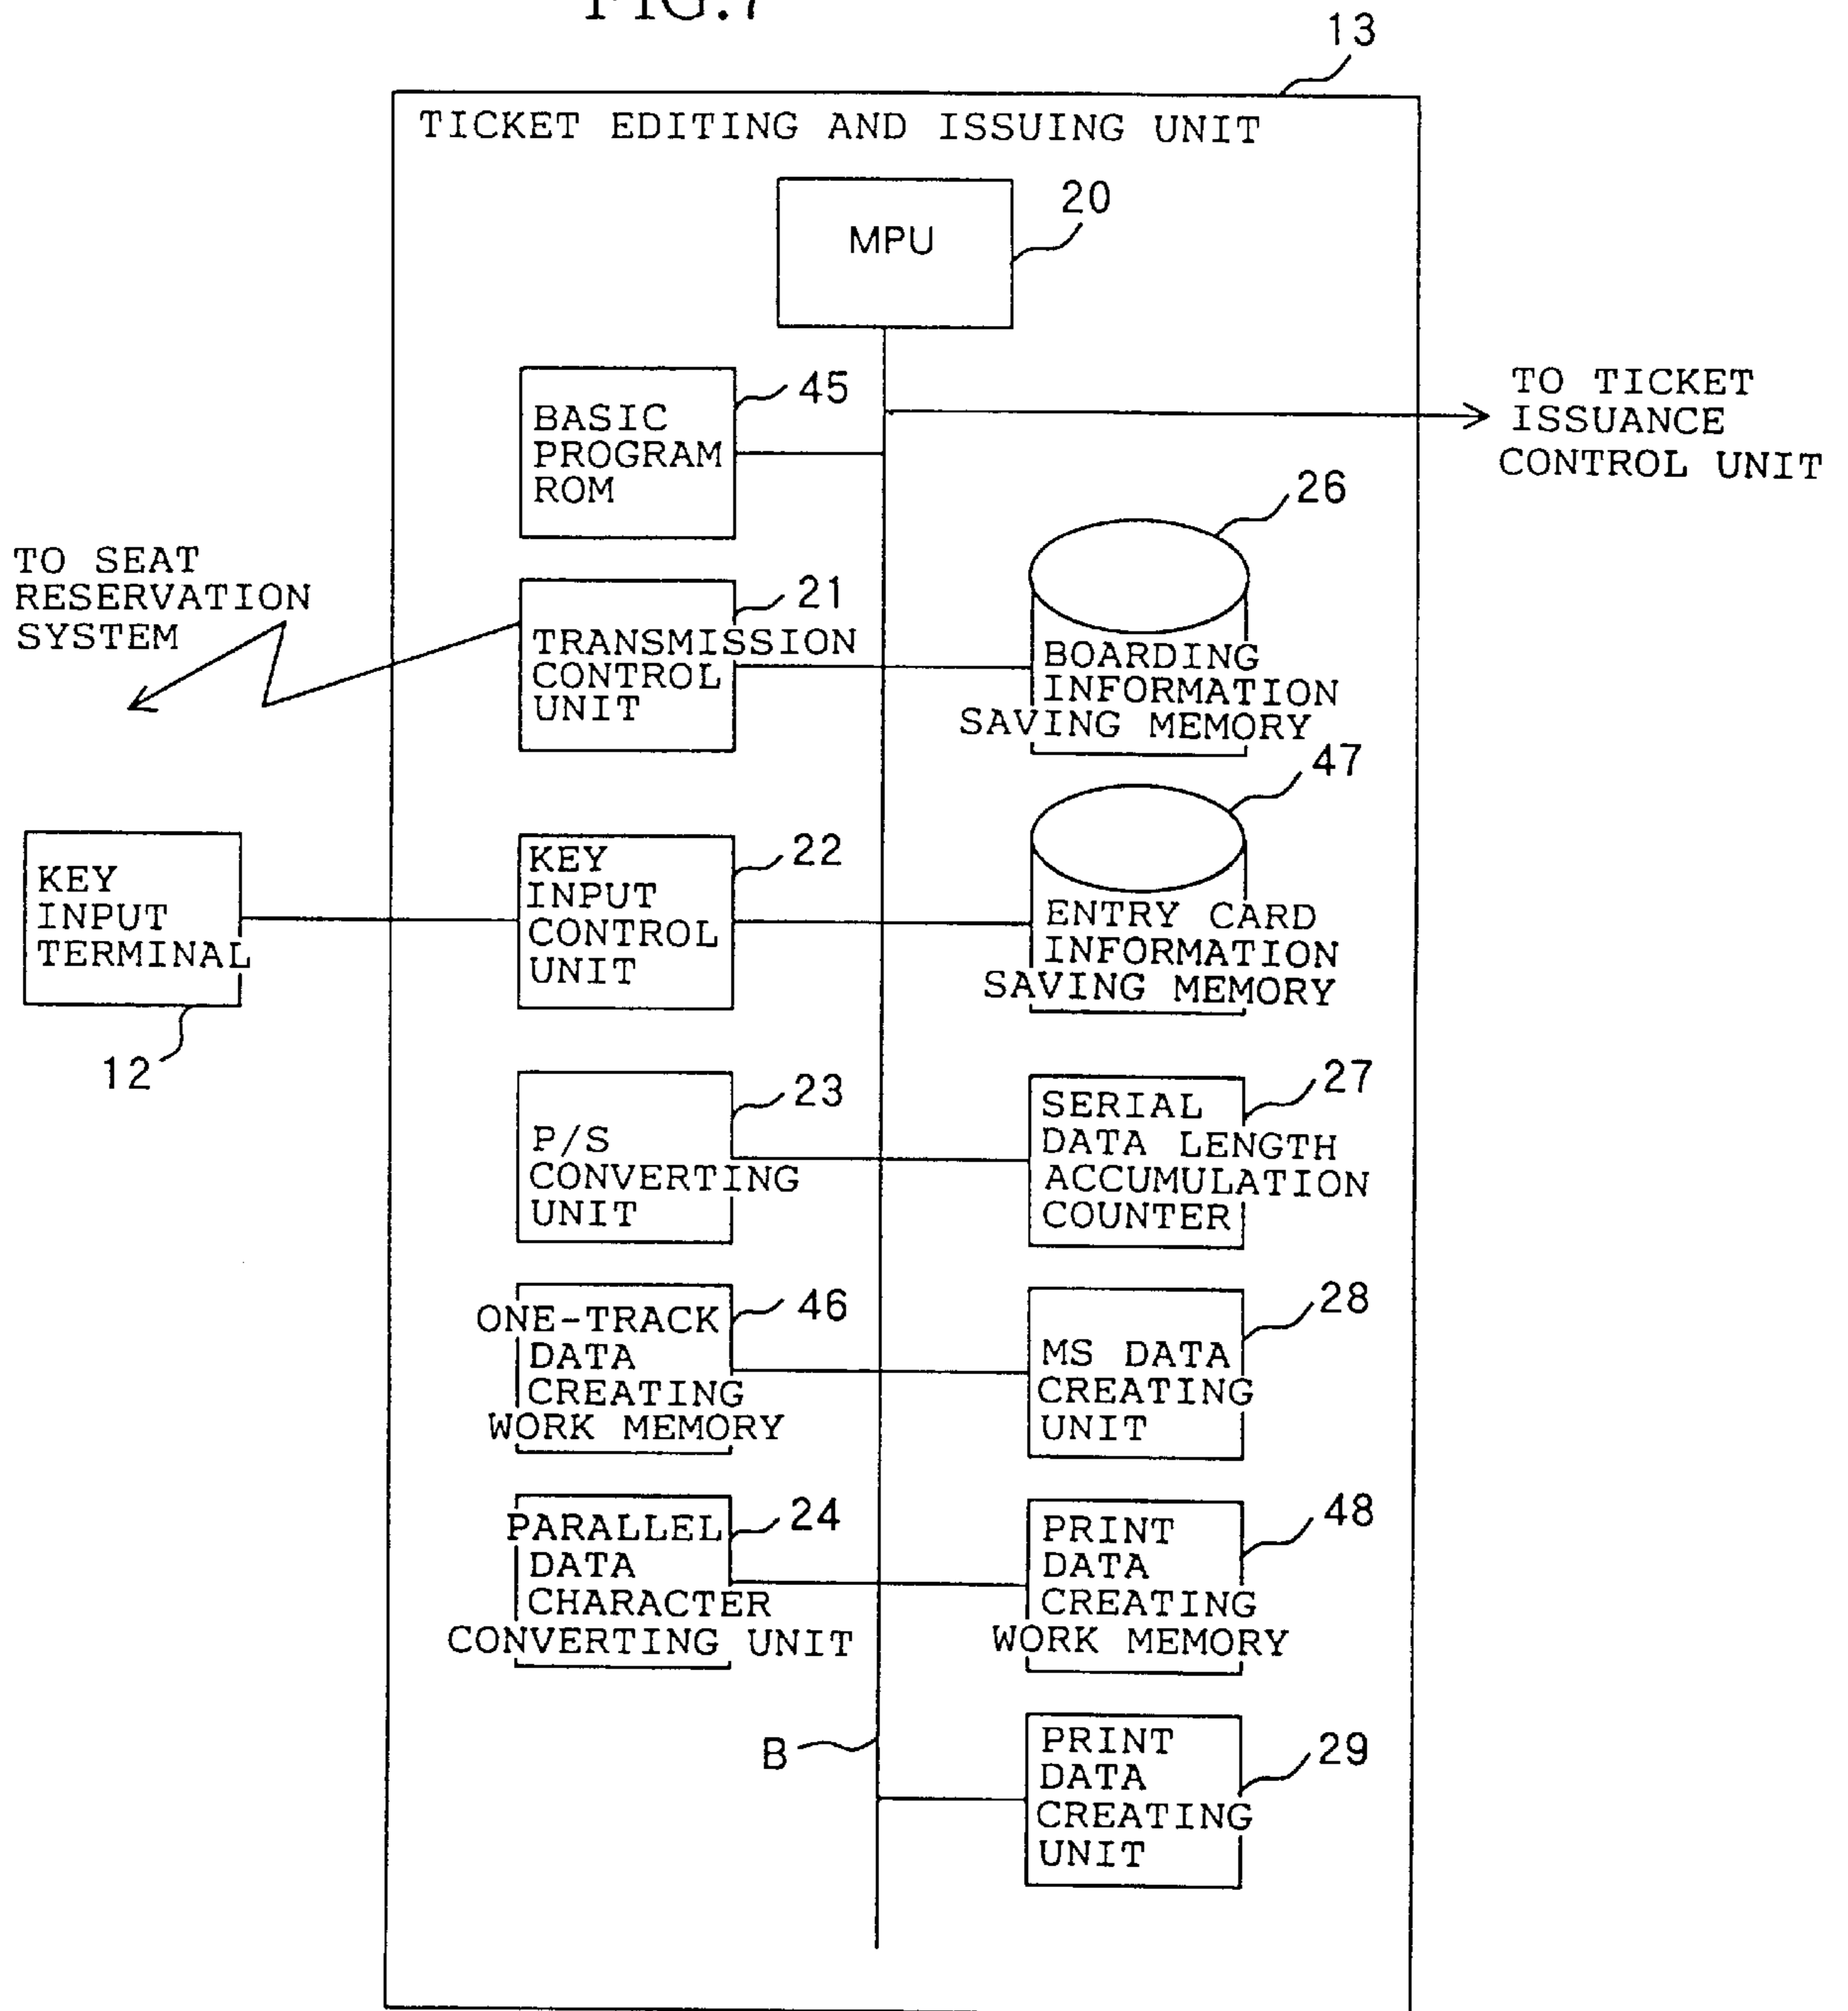 FIG.7
13
TICKET EDITING AND ISSUING UNIT
MPU
20
BASIC
PROGRAM
ROM
45
TO TICKET
ISSUANCE
CONTROL UNIT
TO SEAT
RESERVATION
SYSTEM
TRANSMISSION
CONTROL
UNIT
21
BOARDING
INFORMATION
SAVING MEMORY
26
KEY
INPUT
TERMINAL
12
KEY
INPUT
CONTROL
UNIT
22
ENTRY CARD
INFORMATION
SAVING MEMORY
47
P/S
CONVERTING
UNIT
23
SERIAL
DATA LENGTH
ACCUMULATION
COUNTER
27
ONE-TRACK
DATA
CREATING
WORK MEMORY
46
MS DATA
CREATING
UNIT
28
PARALLEL
DATA
CHARACTER
CONVERTING UNIT
24
PRINT
DATA
CREATING
WORK MEMORY
48
B
PRINT
DATA
CREATING
UNIT
29